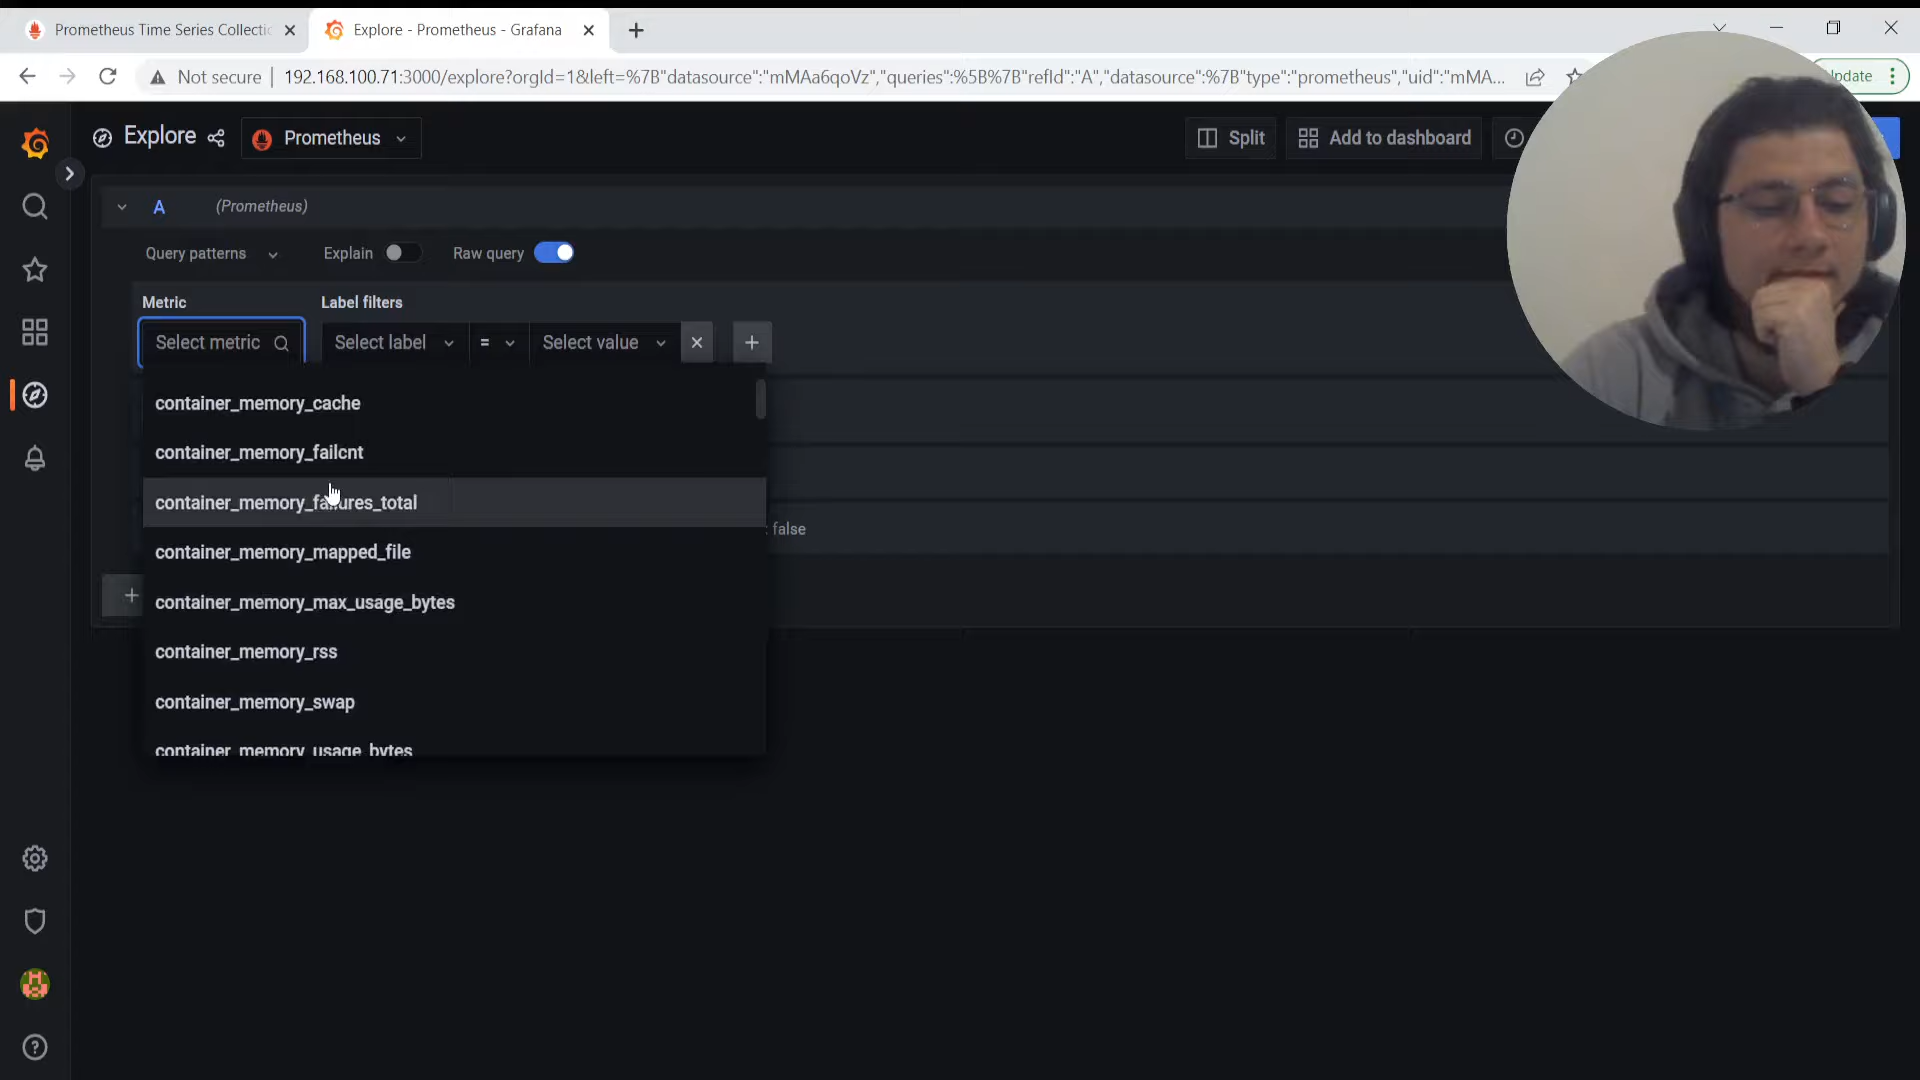 Prometheus Time Series Collectic
Explore - Prometheus - Grafana
Not secure
192.168.100.71:3000/explore?orgId=1&left=%7B"datasource":"mMAa6qoVz","queries":%5B%7B"refId":"A","datasource":%7B"type":"prometheus","uid":"mMA...
pdate
Explore
Prometheus
Split
Add to dashboard
A
(Prometheus)
Query patterns
Explain
Raw query
Metric
Label filters
Select metric
Select label
=
Select value
container_memory_cache
container_memory_failcnt
container_memory_failures_total
container_memory_mapped_file
: false
container_memory_max_usage_bytes
container_memory_rss
container_memory_swap
container_memory_usage_bytes